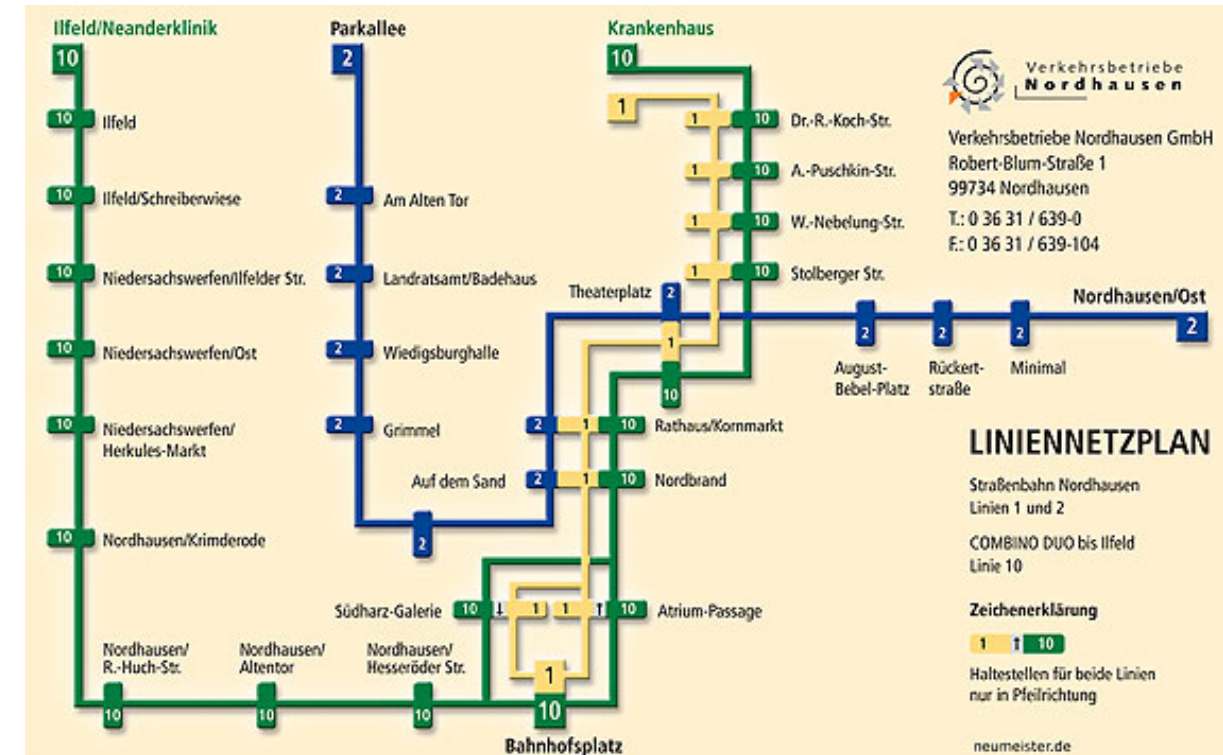 Ilfeld/Neanderklinik
Parkallee
Krankenhaus
10
2
10
1
Verkehrsbetriebe
Nordhausen
Verkehrsbetriebe Nordhausen GmbH
Robert-Blum-Straße 1
99734 Nordhausen
T.: 0 36 31 / 639-0
F.: 0 36 31 / 639-104
10 Ilfeld
1 10 Dr.-R.-Koch-Str.
1 10 A.-Puschkin-Str.
10 Ilfeld/Schreiberwiese
2 Am Alten Tor
1 10 W.-Nebelung-Str.
10 Niedersachswerfen/Ilfelder Str.
2 Landratsamt/Badehaus
1 10 Stolberger Str.
Theaterplatz 2
1
10
Nordhausen/Ost
2
2
2
2
August-
Bebel-Platz
Rückert-
straße
Minimal
10 Niedersachswerfen/Ost
2 Wiedigsburghalle
10 Niedersachswerfen/
Herkules-Markt
2 Grimmel
2 1 10 Rathaus/Kornmarkt
Auf dem Sand 2 1 10 Nordbrand
2
10 Nordhausen/Krimderode
Südharz-Galerie 10 ↓ 1
1 ↑ 10 Atrium-Passage
Nordhausen/
R.-Huch-Str.
10
Nordhausen/
Altentor
10
Nordhausen/
Hesseröder Str.
10
1
10
Bahnhofsplatz
LINIENNETZPLAN
Straßenbahn Nordhausen
Linien 1 und 2
COMBINO DUO bis Ilfeld
Linie 10
Zeichenerklärung
1 ↑ 10
Haltestellen für beide Linien
nur in Pfeilrichtung
neumeister.de